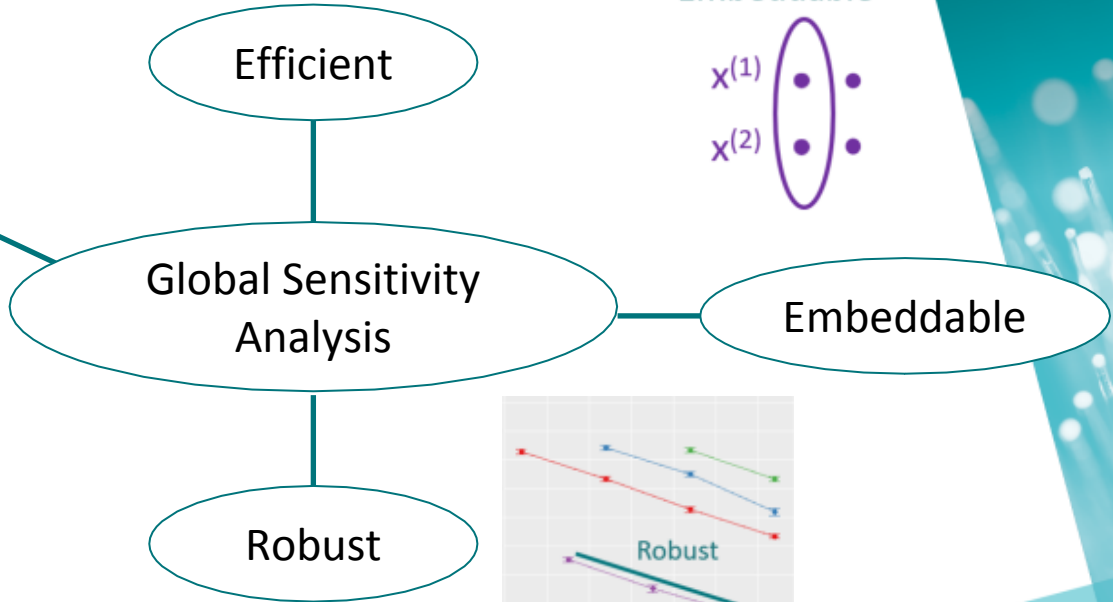 Efficient
x⁽¹⁾
x⁽²⁾
Global Sensitivity
Analysis
Embeddable
Robust
Robust